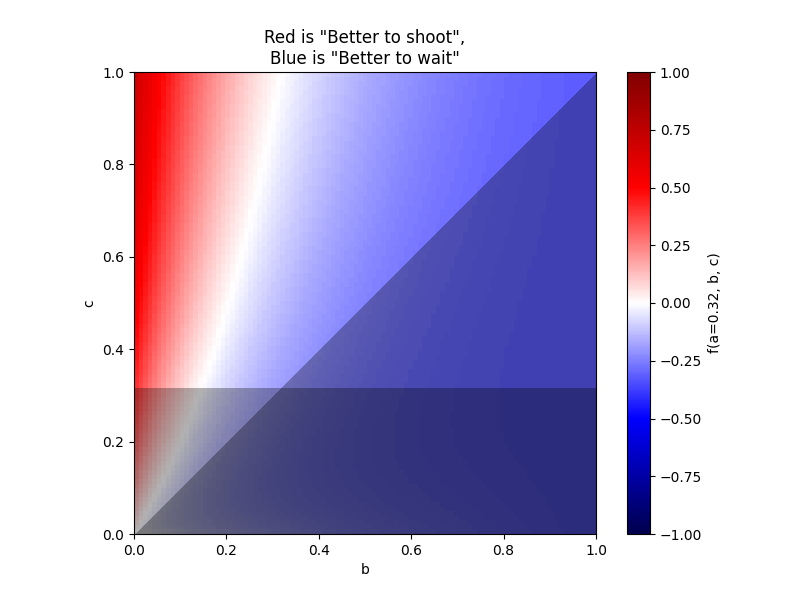 Red is "Better to shoot",
Blue is "Better to wait"
1.0
0.8
0.6
0.4
0.2
0.0
c
0.0 0.2 0.4 0.6 0.8 1.0
b
1.00
0.75
0.50
0.25
0.00
−0.25
−0.50
−0.75
−1.00
f(a=0.32, b, c)